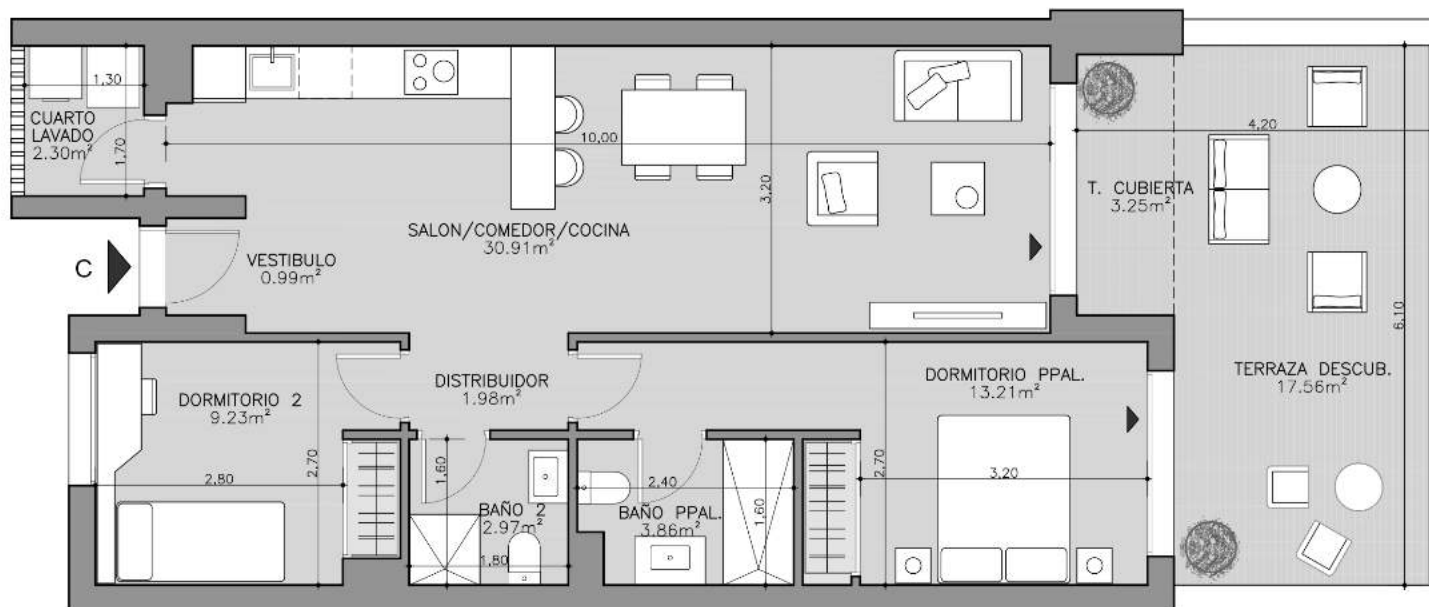 1,30
CUARTO
LAVADO
2.30m²
1,70
10,00
3,20
4,20
T. CUBIERTA
3.25m²
SALON/COMEDOR/COCINA
30.91m²
C
VESTIBULO
0.99m²
6,10
TERRAZA DESCUB.
17.56m²
DORMITORIO 2
9.23m²
DISTRIBUIDOR
1.98m²
DORMITORIO PPAL.
13.21m²
2,80
2,70
1,60
BAÑO 2
2.97m²
1,80
2,40
BAÑO PPAL.
3.86m²
1,60
2,70
3,20